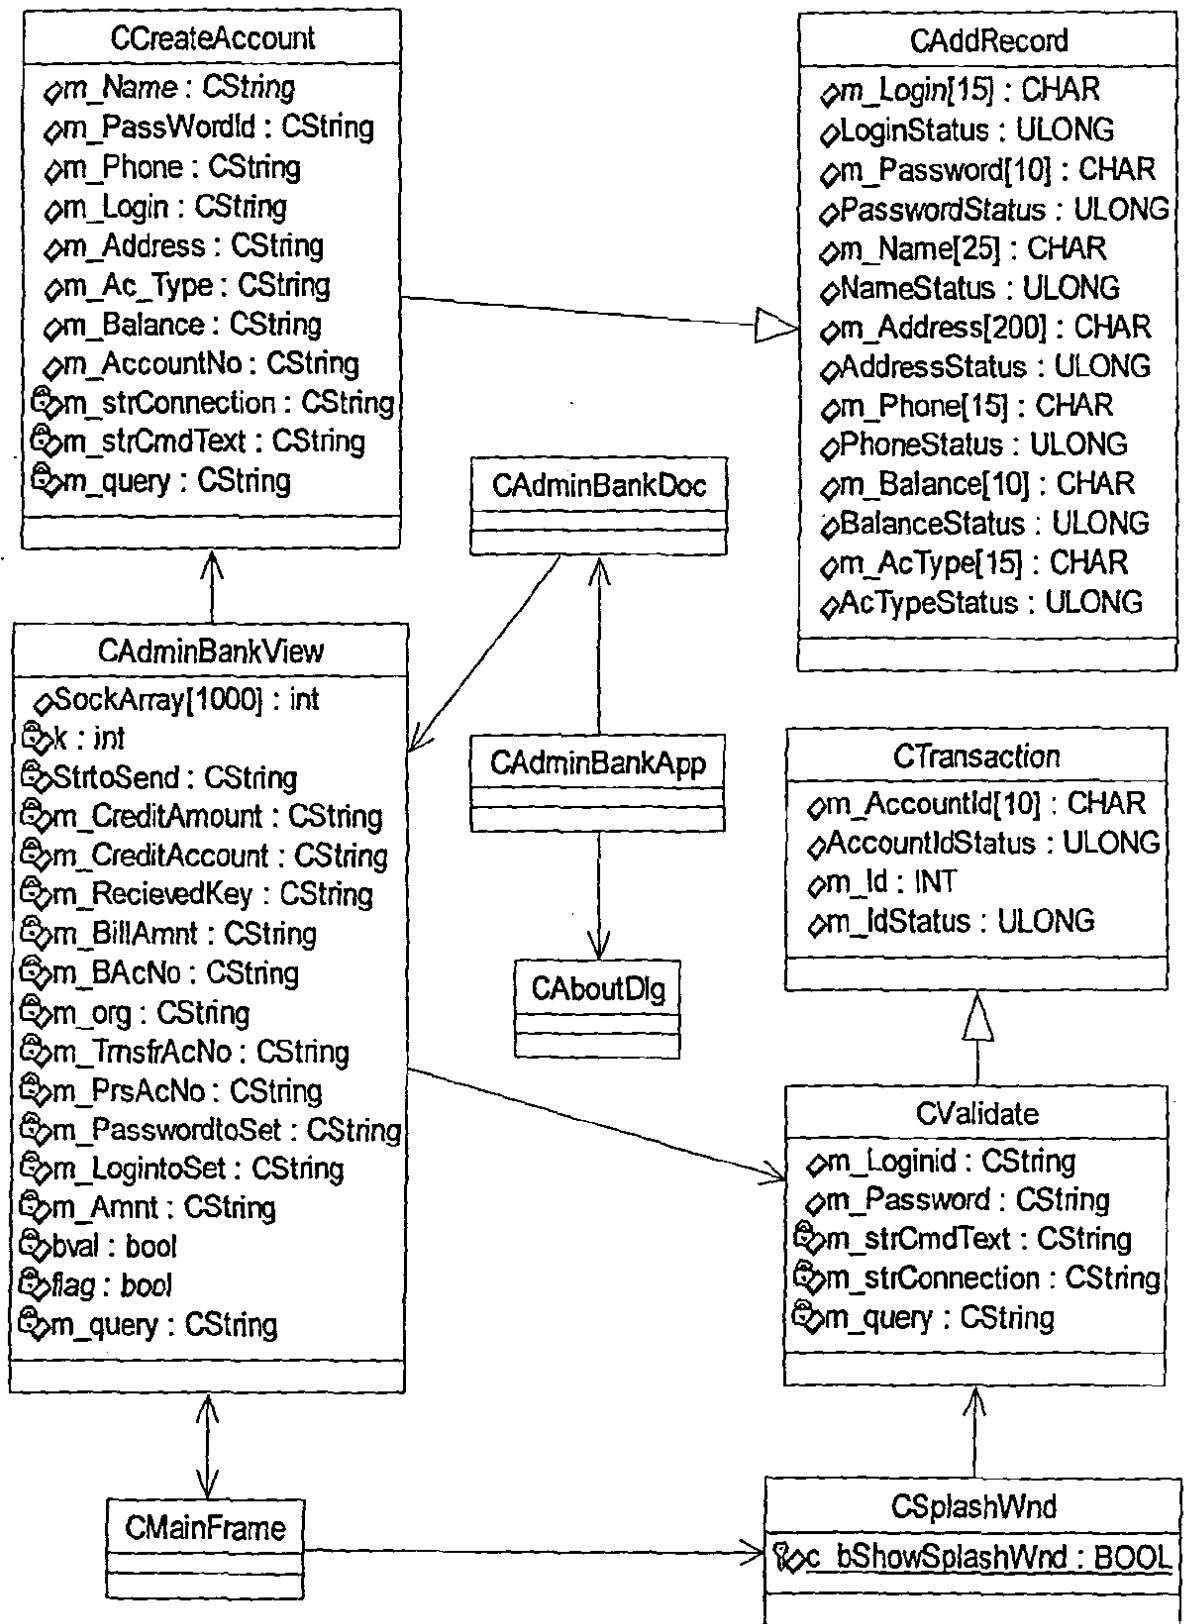 CCreateAccount
m_Name : CString
m_PassWordId : CString
m_Phone : CString
m_Login : CString
m_Address : CString
m_Ac_Type : CString
m_Balance : CString
m_AccountNo : CString
m_strConnection : CString
m_strCmdText : CString
m_query : CString
CAddRecord
m_Login[15] : CHAR
LoginStatus : ULONG
m_Password[10] : CHAR
PasswordStatus : ULONG
m_Name[25] : CHAR
NameStatus : ULONG
m_Address[200] : CHAR
AddressStatus : ULONG
m_Phone[15] : CHAR
PhoneStatus : ULONG
m_Balance[10] : CHAR
BalanceStatus : ULONG
m_AcType[15] : CHAR
AcTypeStatus : ULONG
CAdminBankDoc
CAdminBankView
SockArray[1000] : int
k : int
StrtoSend : CString
m_CreditAmount : CString
m_CreditAccount : CString
m_RecievedKey : CString
m_BillAmnt : CString
m_BAcNo : CString
m_org : CString
m_TrnsfrAcNo : CString
m_PrsAcNo : CString
m_PasswordtoSet : CString
m_LogintoSet : CString
m_Amnt : CString
bval : bool
flag : bool
m_query : CString
CAdminBankApp
CAboutDlg
CTransaction
m_AccountId[10] : CHAR
AccountIdStatus : ULONG
m_Id : INT
m_IdStatus : ULONG
CValidate
m_Loginid : CString
m_Password : CString
m_strCmdText : CString
m_strConnection : CString
m_query : CString
CMainFrame
CSplashWnd
c_bShowSplashWnd : BOOL